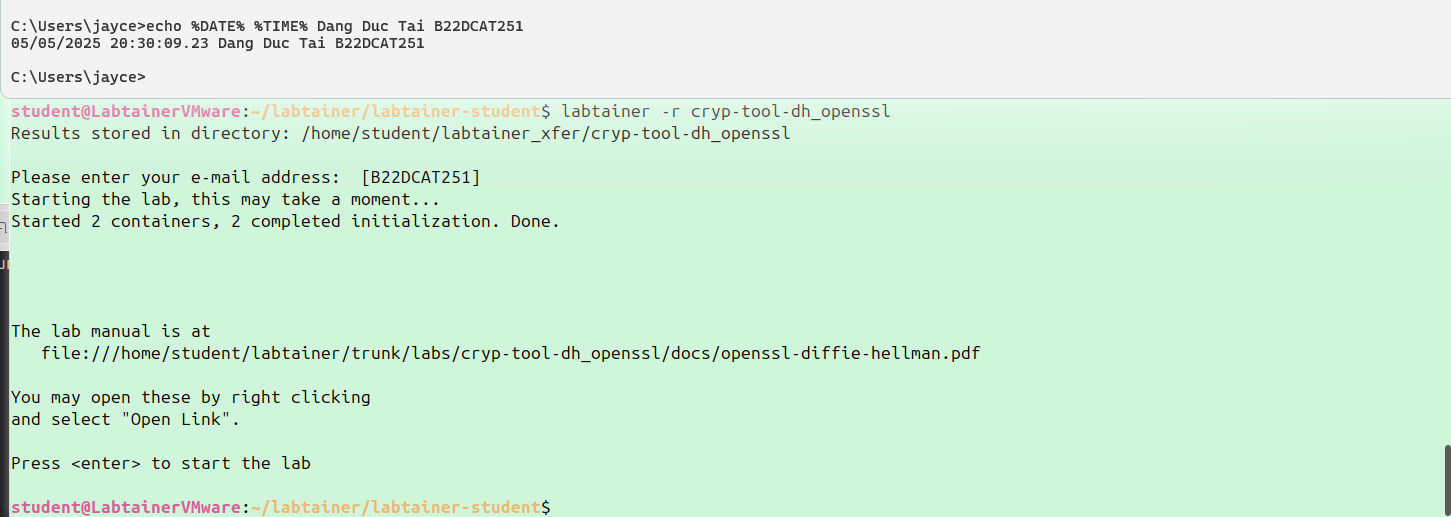 C:\Users\jayce>echo %DATE% %TIME% Dang Duc Tai B22DCAT251
05/05/2025 20:30:09.23 Dang Duc Tai B22DCAT251
C:\Users\jayce>
student@LabtainerVMware:~/labtainer/labtainer-student$ labtainer -r cryp-tool-dh_openssl
Results stored in directory: /home/student/labtainer_xfer/cryp-tool-dh_openssl
Please enter your e-mail address:  [B22DCAT251]
Starting the lab, this may take a moment...
Started 2 containers, 2 completed initialization. Done.
The lab manual is at
   file:///home/student/labtainer/trunk/labs/cryp-tool-dh_openssl/docs/openssl-diffie-hellman.pdf
You may open these by right clicking
and select "Open Link".
Press <enter> to start the lab
student@LabtainerVMware:~/labtainer/labtainer-student$